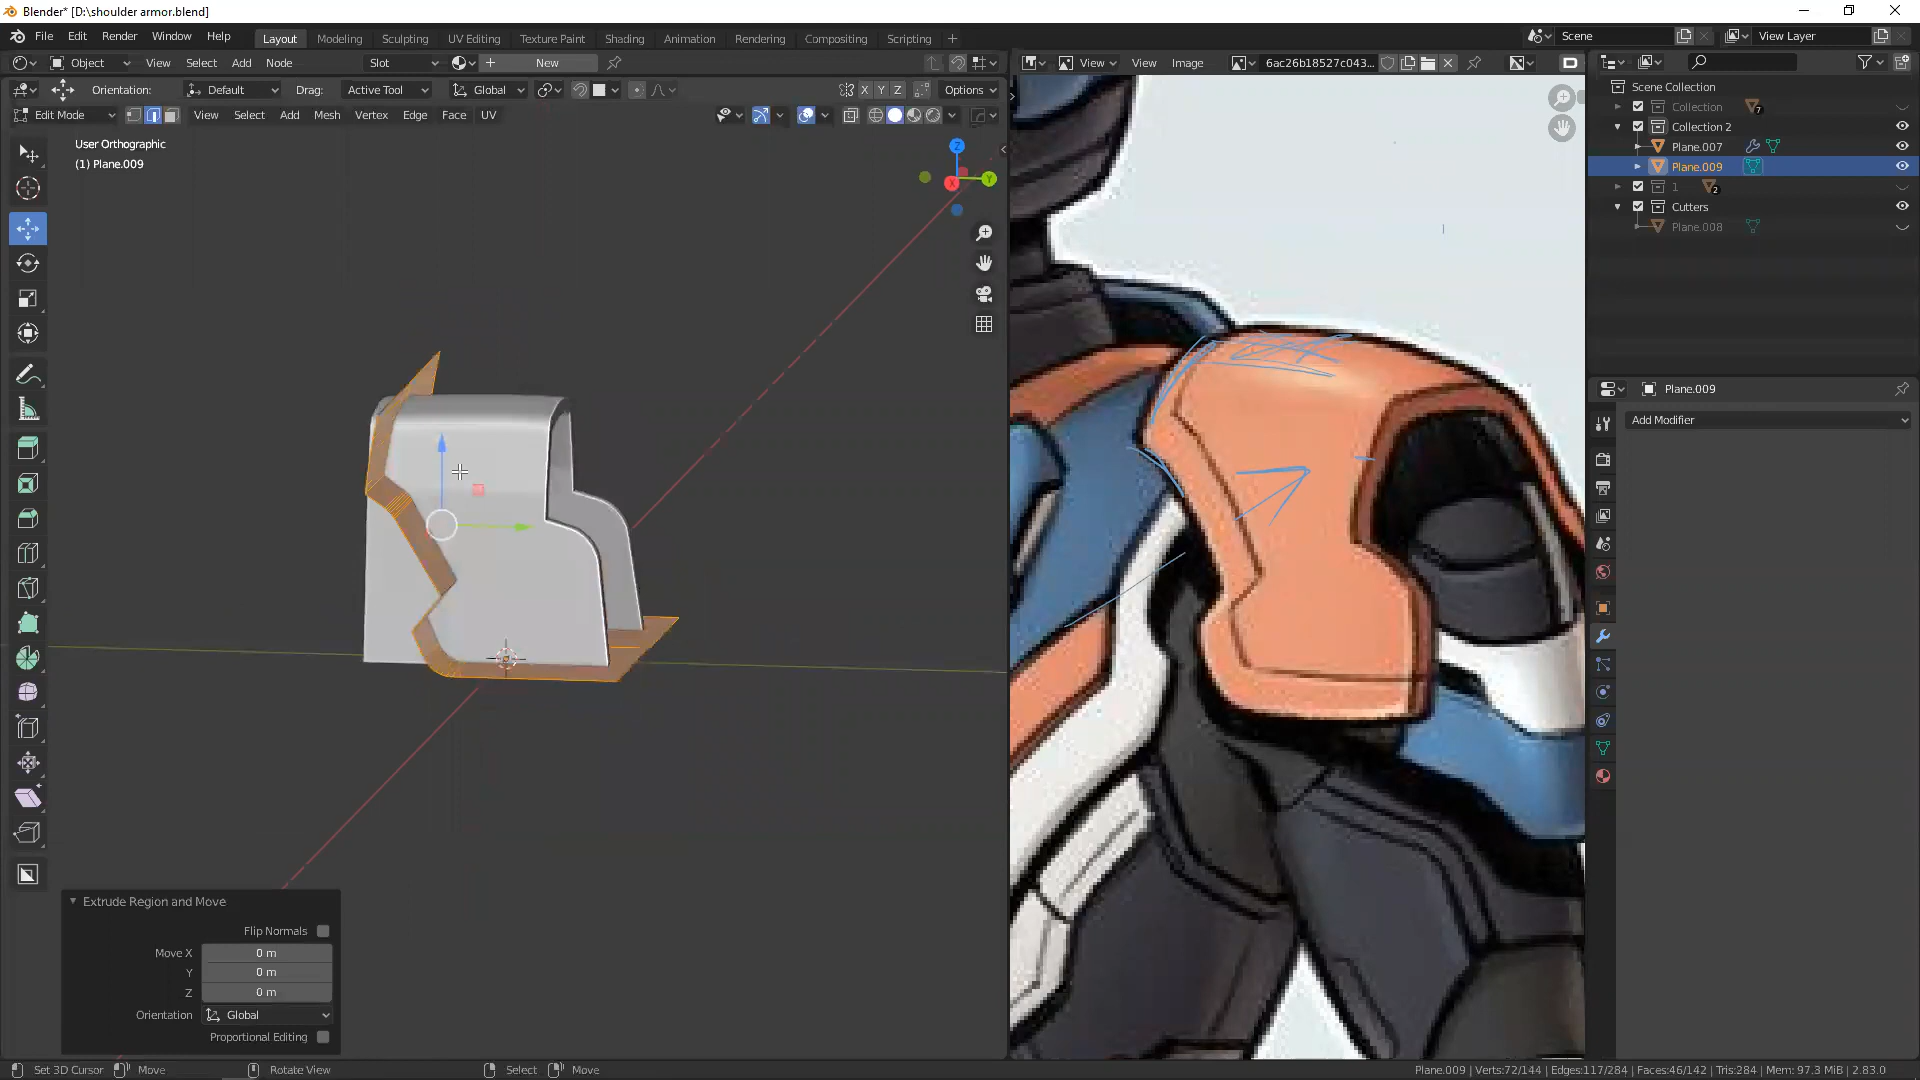 Blender* [D:\shoulder armor.blend]
File Edit Render Window Help
Layout Modeling Sculpting UV Editing Texture Paint Shading Animation Rendering Compositing Scripting
Scene
View Layer
Object View Select Add Node Slot New
View View Image 6ac26b18527c043...
Orientation: Default Drag: Active Tool Global X Y Z Options
Edit Mode View Select Add Mesh Vertex Edge Face UV
User Orthographic
(1) Plane.009
Z
Y
X
Scene Collection
Collection 7
Collection 2
Plane.007
Plane.009
1 2
Cutters
Plane.008
Plane.009
Add Modifier
Extrude Region and Move
Flip Normals
Move X 0 m
Y 0 m
Z 0 m
Orientation Global
Proportional Editing
Set 3D Cursor Move Rotate View Select Move
Plane.009 | Verts:72/144 | Edges:117/284 | Faces:46/142 | Tris:284 | Mem: 97.3 MiB | 2.83.0